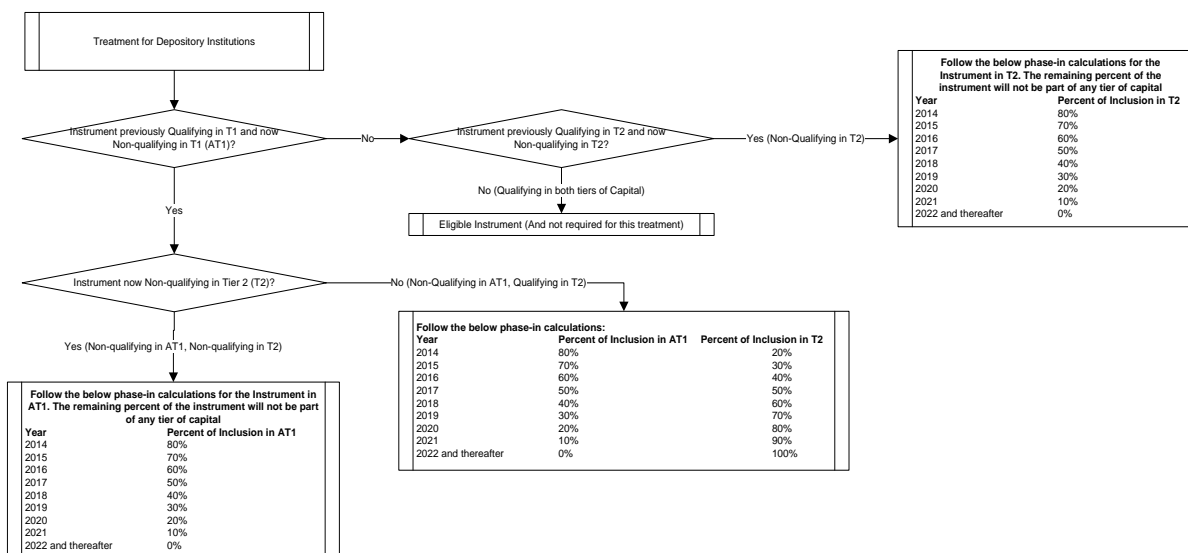 Treatment for Depository Institutions
Instrument previously Qualifying in T1 and now
Non-qualifying in T1 (AT1)?
No
Instrument previously Qualifying in T2 and now
Non-qualifying in T2?
Yes (Non-Qualifying in T2)
Follow the below phase-in calculations for the
Instrument in T2. The remaining percent of the
instrument will not be part of any tier of capital
Year Percent of Inclusion in T2
2014 80%
2015 70%
2016 60%
2017 50%
2018 40%
2019 30%
2020 20%
2021 10%
2022 and thereafter 0%
No (Qualifying in both tiers of Capital)
Eligible Instrument (And not required for this treatment)
Yes
Instrument now Non-qualifying in Tier 2 (T2)?
No (Non-Qualifying in AT1, Qualifying in T2)
Follow the below phase-in calculations:
Year Percent of Inclusion in AT1 Percent of Inclusion in T2
2014 80% 20%
2015 70% 30%
2016 60% 40%
2017 50% 50%
2018 40% 60%
2019 30% 70%
2020 20% 80%
2021 10% 90%
2022 and thereafter 0% 100%
Yes (Non-qualifying in AT1, Non-qualifying in T2)
Follow the below phase-in calculations for the Instrument in
AT1. The remaining percent of the instrument will not be part
of any tier of capital
Year Percent of Inclusion in AT1
2014 80%
2015 70%
2016 60%
2017 50%
2018 40%
2019 30%
2020 20%
2021 10%
2022 and thereafter 0%